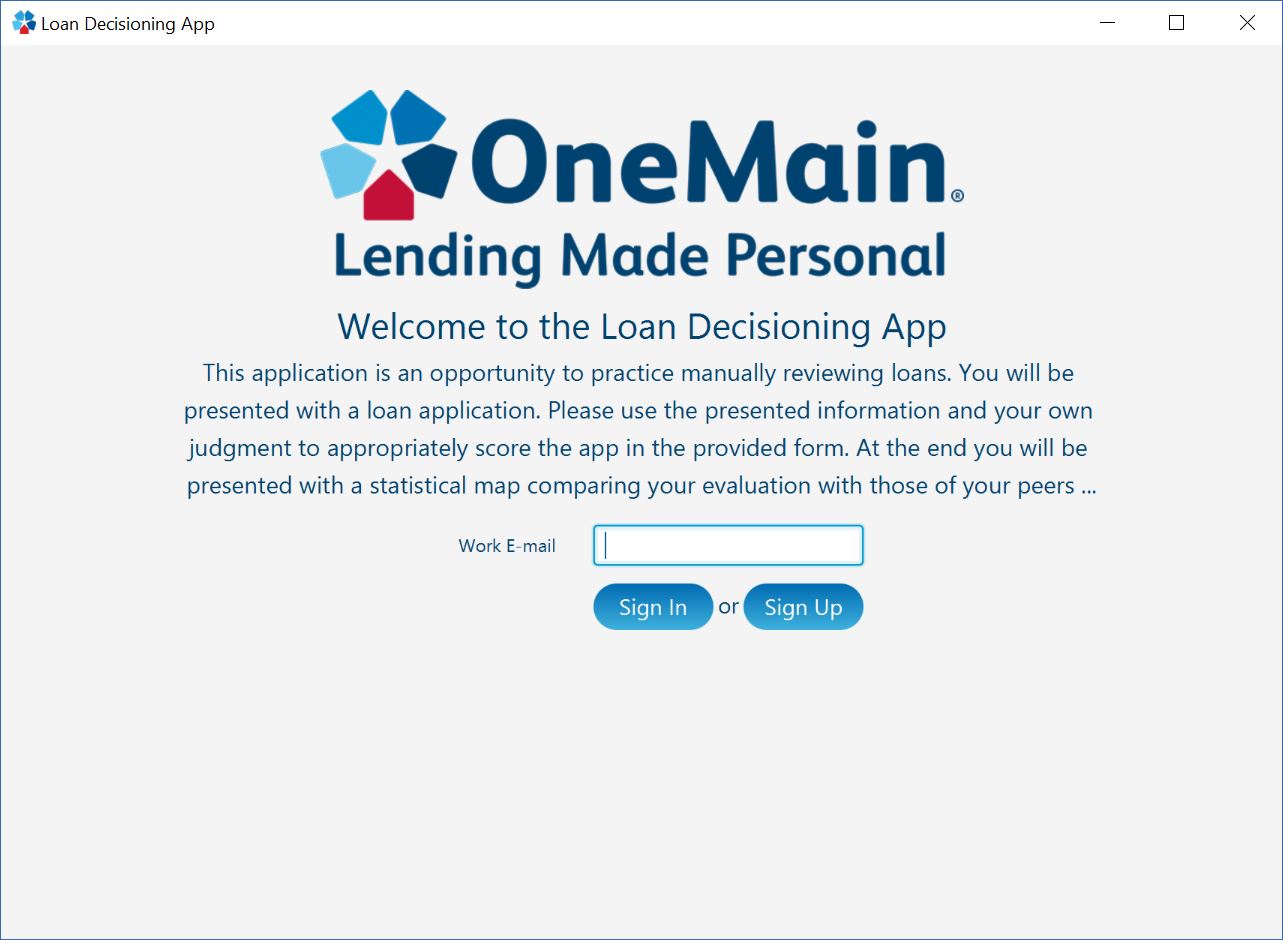 Loan Decisioning App
OneMain®
Lending Made Personal
Welcome to the Loan Decisioning App
This application is an opportunity to practice manually reviewing loans. You will be
presented with a loan application. Please use the presented information and your own
judgment to appropriately score the app in the provided form. At the end you will be
presented with a statistical map comparing your evaluation with those of your peers ...
Work E-mail
Sign In or Sign Up